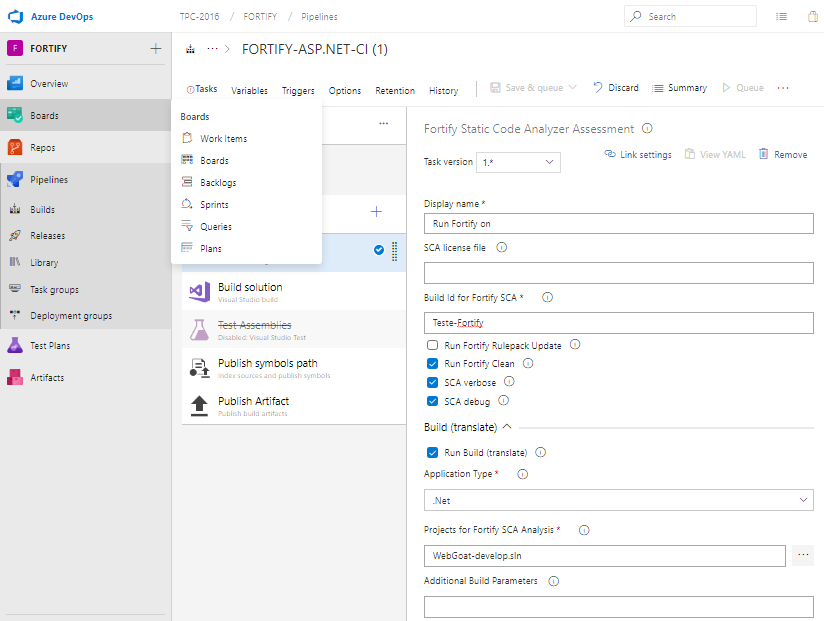 Azure DevOps
TPC-2016 / FORTIFY / Pipelines
Search
F FORTIFY
FORTIFY-ASP.NET-CI (1)
Overview
Boards
Repos
Pipelines
Builds
Releases
Library
Task groups
Deployment groups
Test Plans
Artifacts
Tasks Variables Triggers Options Retention History
Save & queue Discard Summary Queue
Boards
Work Items
Boards
Backlogs
Sprints
Queries
Plans
Build solution
Visual Studio build
Test Assemblies
Disabled: Visual Studio Test
Publish symbols path
Index sources and publish symbols
Publish Artifact
Publish build artifacts
Fortify Static Code Analyzer Assessment
Task version 1.*
Link settings View YAML Remove
Display name *
Run Fortify on
SCA license file
Build Id for Fortify SCA *
Teste-Fortify
Run Fortify Rulepack Update
Run Fortify Clean
SCA verbose
SCA debug
Build (translate)
Run Build (translate)
Application Type *
.Net
Projects for Fortify SCA Analysis *
WebGoat-develop.sln
Additional Build Parameters